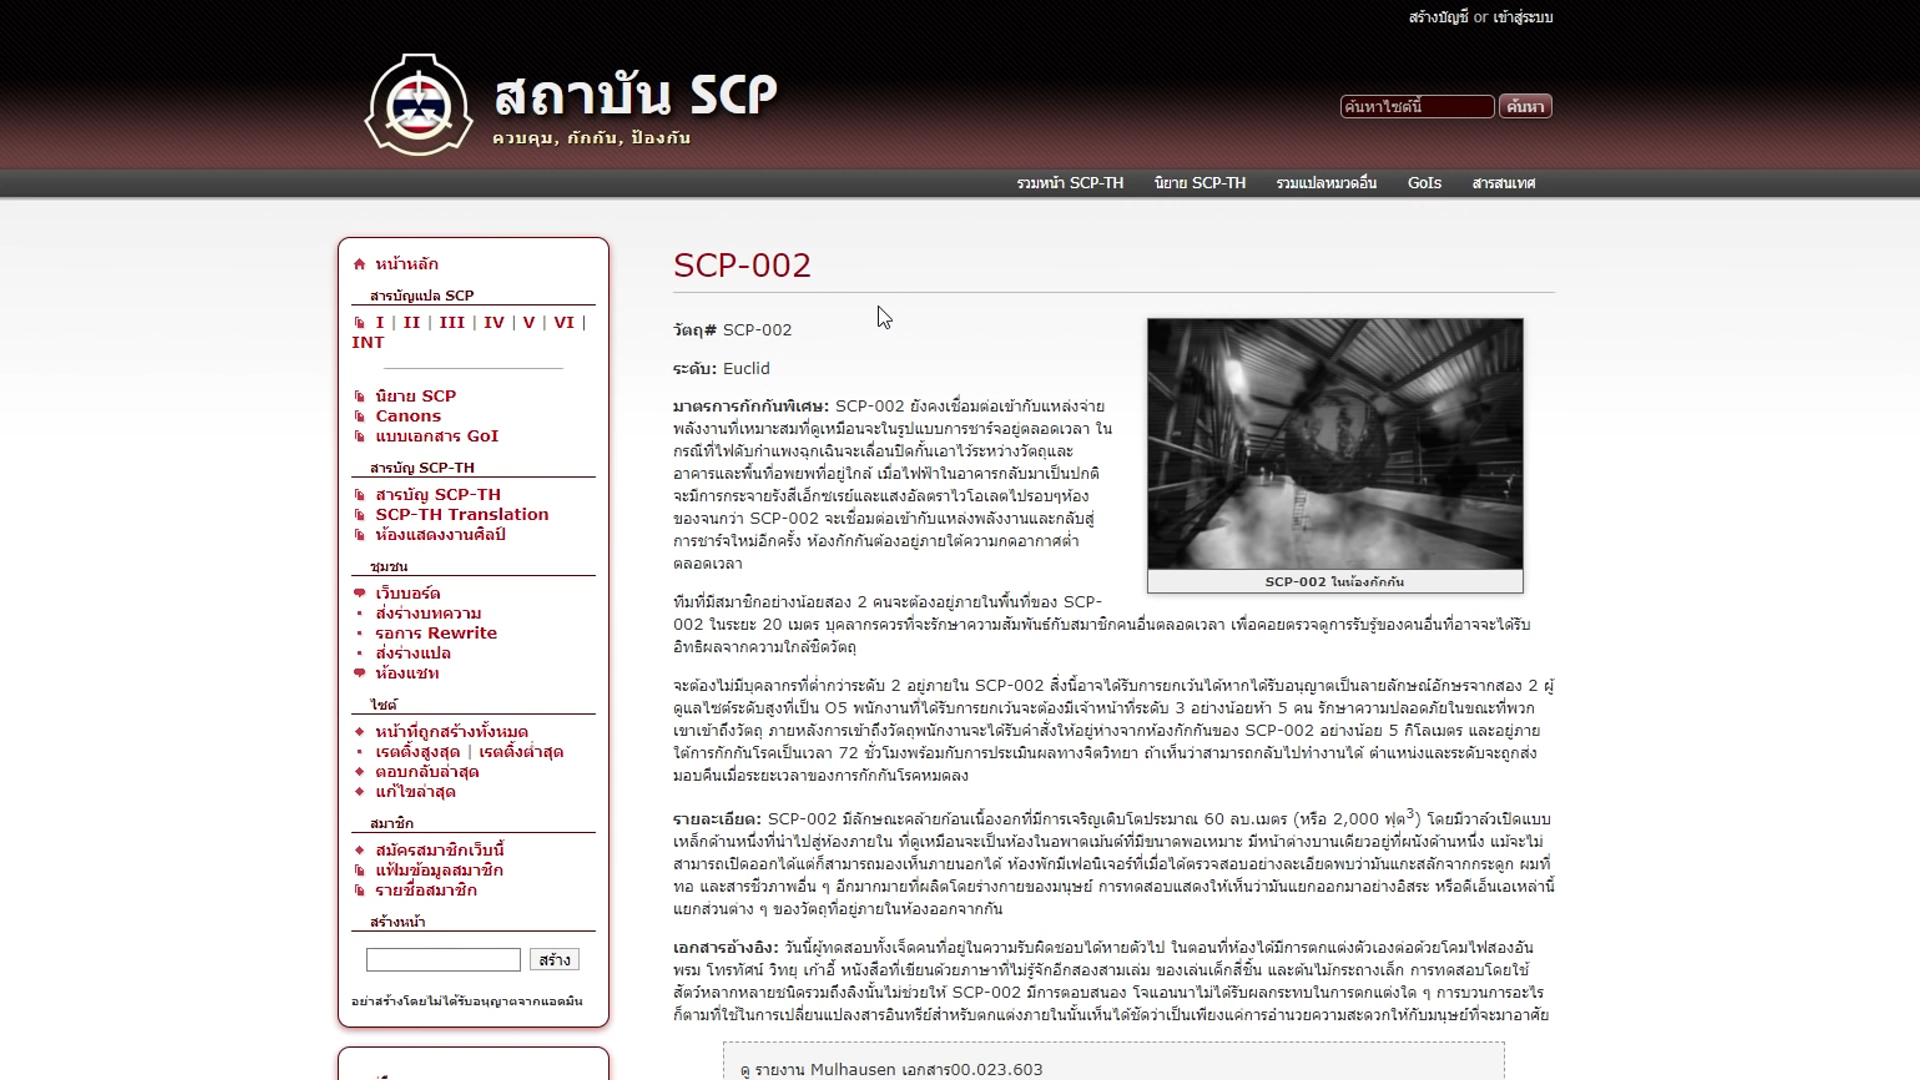 สร้างบัญชี or เข้าสู่ระบบ
สถาบัน SCP
ควบคุม, กักกัน, ป้องกัน
ค้นหาไซต์นี้ ค้นหา
รวมหน้า SCP-TH นิยาย SCP-TH รวมแปลหมวดอื่น GoIs สารสนเทศ
หน้าหลัก
สารบัญแปล SCP
I | II | III | IV | V | VI |
INT
นิยาย SCP
Canons
แบบเอกสาร GoI
สารบัญ SCP-TH
สารบัญ SCP-TH
SCP-TH Translation
ห้องแสดงงานศิลป์
ชุมชน
เว็บบอร์ด
ส่งร่างบทความ
รอการ Rewrite
ส่งร่างแปล
ห้องแชท
ไซต์
หน้าที่ถูกสร้างทั้งหมด
เรตติ้งสูงสุด | เรตติ้งต่ำสุด
ตอบกลับล่าสุด
แก้ไขล่าสุด
สมาชิก
สมัครสมาชิกเว็บนี้
แฟ้มข้อมูลสมาชิก
รายชื่อสมาชิก
สร้างหน้า
สร้าง
อย่าสร้างโดยไม่ได้รับอนุญาตจากแอดมิน
SCP-002
วัตถุ# SCP-002
ระดับ: Euclid
มาตรการกักกันพิเศษ: SCP-002 ยังคงเชื่อมต่อเข้ากับแหล่งจ่าย
พลังงานที่เหมาะสมที่ดูเหมือนจะในรูปแบบการชาร์จอยู่ตลอดเวลา ใน
กรณีที่ไฟดับกำแพงฉุกเฉินจะเลื่อนปิดกั้นเอาไว้ระหว่างวัตถุและ
อาคารและพื้นที่อพยพที่อยู่ใกล้ เมื่อไฟฟ้าในอาคารกลับมาเป็นปกติ
จะมีการกระจายรังสีเอ็กซเรย์และแสงอัลตราไวโอเลตไปรอบๆห้อง
ของจนกว่า SCP-002 จะเชื่อมต่อเข้ากับแหล่งพลังงานและกลับสู่
การชาร์จใหม่อีกครั้ง ห้องกักกันต้องอยู่ภายใต้ความกดอากาศต่ำ
ตลอดเวลา
SCP-002 ในห้องกักกัน
ทีมที่มีสมาชิกอย่างน้อยสอง 2 คนจะต้องอยู่ภายในพื้นที่ของ SCP-
002 ในระยะ 20 เมตร บุคลากรควรที่จะรักษาความสัมพันธ์กับสมาชิกคนอื่นตลอดเวลา เพื่อคอยตรวจดูการรับรู้ของคนอื่นที่อาจจะได้รับ
อิทธิผลจากความใกล้ชิดวัตถุ
จะต้องไม่มีบุคลากรที่ต่ำกว่าระดับ 2 อยู่ภายใน SCP-002 สิ่งนี้อาจได้รับการยกเว้นได้หากได้รับอนุญาตเป็นลายลักษณ์อักษรจากสอง 2 ผู้
ดูแลไซต์ระดับสูงที่เป็น O5 พนักงานที่ได้รับการยกเว้นจะต้องมีเจ้าหน้าที่ระดับ 3 อย่างน้อยห้า 5 คน รักษาความปลอดภัยในขณะที่พวก
เขาเข้าถึงวัตถุ ภายหลังการเข้าถึงวัตถุพนักงานจะได้รับคำสั่งให้อยู่ห่างจากห้องกักกันของ SCP-002 อย่างน้อย 5 กิโลเมตร และอยู่ภาย
ใต้การกักกันโรคเป็นเวลา 72 ชั่วโมงพร้อมกับการประเมินผลทางจิตวิทยา ถ้าเห็นว่าสามารถกลับไปทำงานได้ ตำแหน่งและระดับจะถูกส่ง
มอบคืนเมื่อระยะเวลาของการกักกันโรคหมดลง
รายละเอียด: SCP-002 มีลักษณะคล้ายก้อนเนื้องอกที่มีการเจริญเติบโตประมาณ 60 ลบ.เมตร (หรือ 2,000 ฟุต³) โดยมีวาล์วเปิดแบบ
เหล็กด้านหนึ่งที่นำไปสู่ห้องภายใน ที่ดูเหมือนจะเป็นห้องในอพาตเม้นต์ที่มีขนาดพอเหมาะ มีหน้าต่างบานเดียวอยู่ที่ผนังด้านหนึ่ง แม้จะไม่
สามารถเปิดออกได้แต่ก็สามารถมองเห็นภายนอกได้ ห้องพักมีเฟอนิเจอร์ที่เมื่อได้ตรวจสอบอย่างละเอียดพบว่ามันแกะสลักจากกระดูก ผมที่
ทอ และสารชีวภาพอื่น ๆ อีกมากมายที่ผลิตโดยร่างกายของมนุษย์ การทดสอบแสดงให้เห็นว่ามันแยกออกมาอย่างอิสระ หรือดีเอ็นเอเหล่านี้
แยกส่วนต่าง ๆ ของวัตถุที่อยู่ภายในห้องออกจากกัน
เอกสารอ้างอิง: วันนี้ผู้ทดสอบทั้งเจ็ดคนที่อยู่ในความรับผิดชอบได้หายตัวไป ในตอนที่ห้องได้มีการตกแต่งตัวเองต่อด้วยโคมไฟสองอัน
พรม โทรทัศน์ วิทยุ เก้าอี้ หนังสือที่เขียนด้วยภาษาที่ไม่รู้จักอีกสองสามเล่ม ของเล่นเด็กสี่ชิ้น และต้นไม้กระถางเล็ก การทดสอบโดยใช้
สัตว์หลากหลายชนิดรวมถึงลิงนั้นไม่ช่วยให้ SCP-002 มีการตอบสนอง โจแอนนาไม่ได้รับผลกระทบในการตกแต่งใด ๆ การบวนการอะไร
ก็ตามที่ใช้ในการเปลี่ยนแปลงสารอินทรีย์สำหรับตกแต่งภายในนั้นเห็นได้ชัดว่าเป็นเพียงแค่การอำนวยความสะดวกให้กับมนุษย์ที่จะมาอาศัย
ดู รายงาน Mulhausen เอกสาร00.023.603